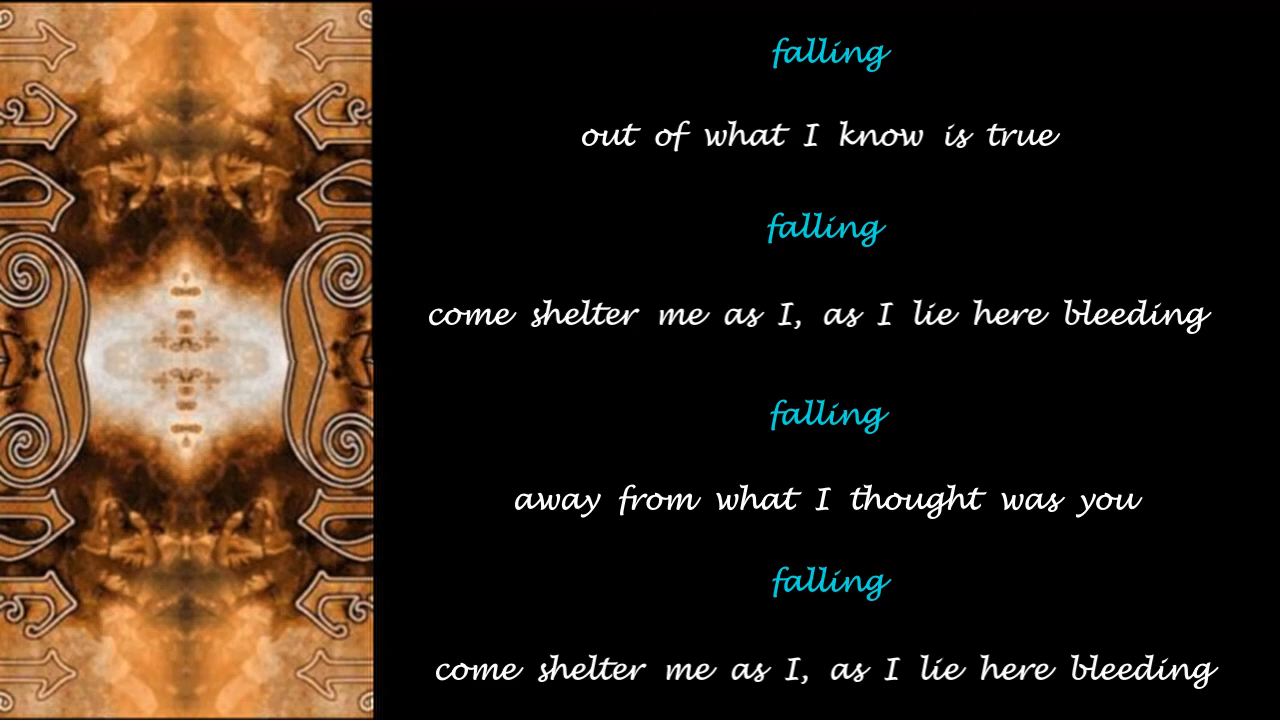 falling
out of what I know is true
falling
come shelter me as I, as I lie here bleeding
falling
away from what I thought was you
falling
come shelter me as I, as I lie here bleeding